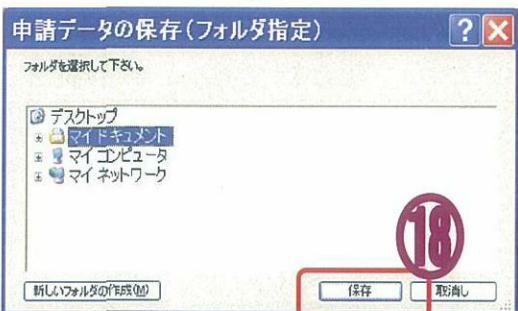 申請データの保存(フォルダ指定)
フォルダを選択して下さい。
デスクトップ
マイ ドキュメント
マイ コンピュータ
マイ ネットワーク
⑱
新しいフォルダの作成(M)
保存
取消し